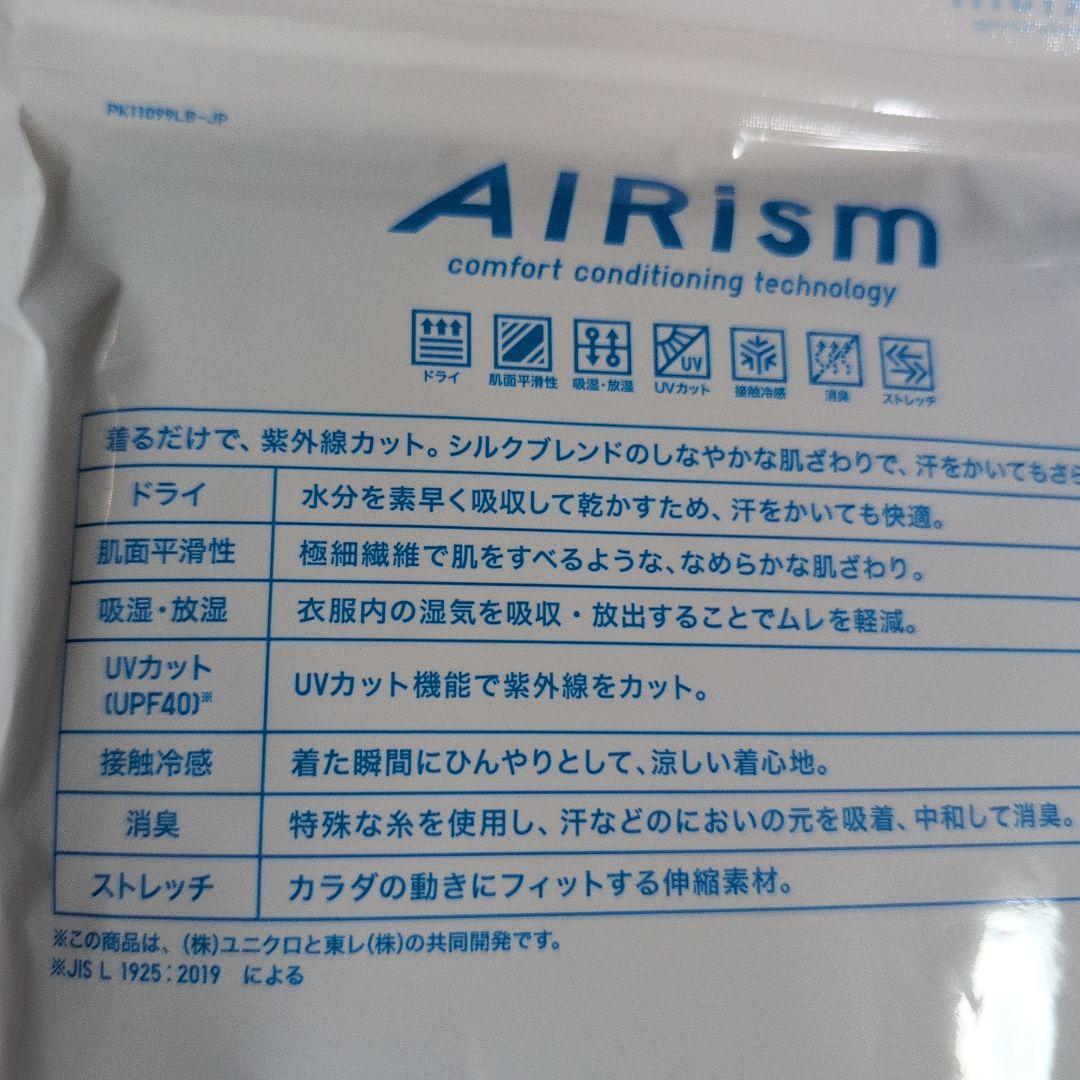 PK11099LB-JP
AIRism
comfort conditioning technology
ドライ 肌面平滑性 吸湿・放湿 UVカット 接触冷感 消臭 ストレッチ
着るだけで、紫外線カット。シルクブレンドのしなやかな肌ざわりで、汗をかいてもさら
ドライ 水分を素早く吸収して乾かすため、汗をかいても快適。
肌面平滑性 極細繊維で肌をすべるような、なめらかな肌ざわり。
吸湿・放湿 衣服内の湿気を吸収・放出することでムレを軽減。
UVカット
(UPF40)※ UVカット機能で紫外線をカット。
接触冷感 着た瞬間にひんやりとして、涼しい着心地。
消臭 特殊な糸を使用し、汗などのにおいの元を吸着、中和して消臭。
ストレッチ カラダの動きにフィットする伸縮素材。
※この商品は、(株)ユニクロと東レ(株)の共同開発です。
※JIS L 1925：2019 による